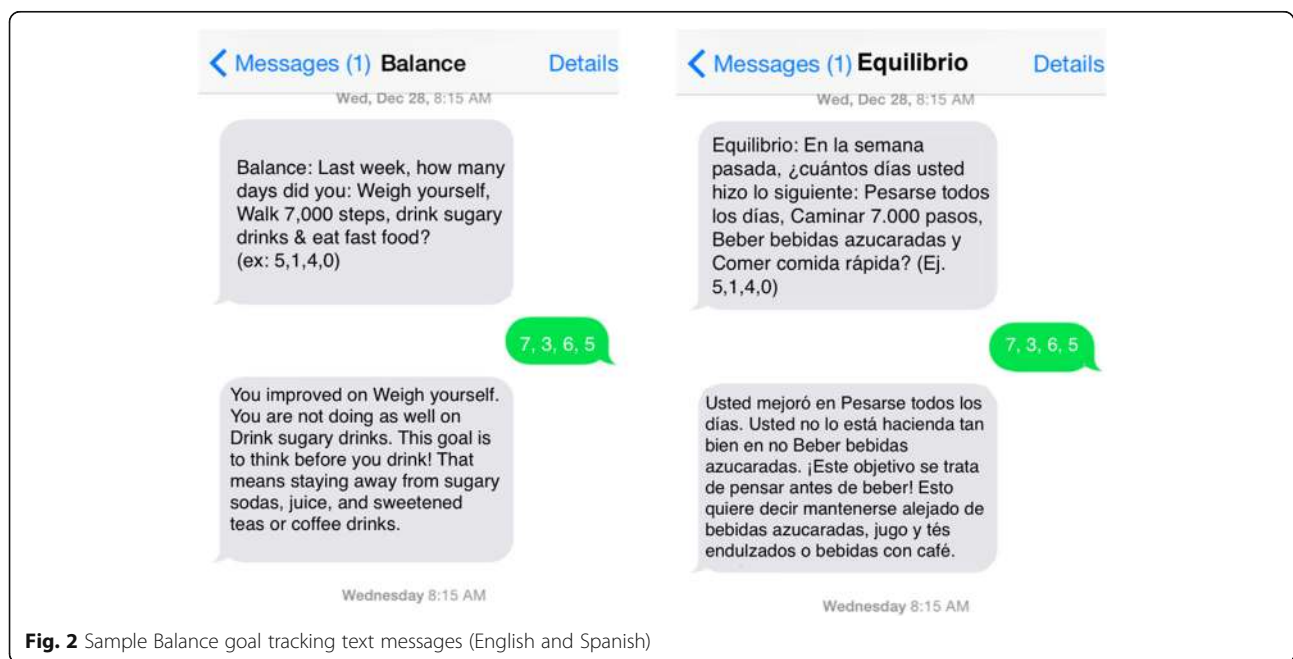 Messages (1) Balance Details
Wed, Dec 28, 8:15 AM
Balance: Last week, how many
days did you: Weigh yourself,
Walk 7,000 steps, drink sugary
drinks & eat fast food?
(ex: 5,1,4,0)
7, 3, 6, 5
You improved on Weigh yourself.
You are not doing as well on
Drink sugary drinks. This goal is
to think before you drink! That
means staying away from sugary
sodas, juice, and sweetened
teas or coffee drinks.
Wednesday 8:15 AM
Messages (1) Equilibrio Details
Wed, Dec 28, 8:15 AM
Equilibrio: En la semana
pasada, ¿cuántos días usted
hizo lo siguiente: Pesarse todos
los días, Caminar 7.000 pasos,
Beber bebidas azucaradas y
Comer comida rápida? (Ej.
5,1,4,0)
7, 3, 6, 5
Usted mejoró en Pesarse todos los
días. Usted no lo está hacienda tan
bien en no Beber bebidas
azucaradas. ¡Este objetivo se trata
de pensar antes de beber! Esto
quiere decir mantenerse alejado de
bebidas azucaradas, jugo y tés
endulzados o bebidas con café.
Wednesday 8:15 AM
Fig. 2 Sample Balance goal tracking text messages (English and Spanish)